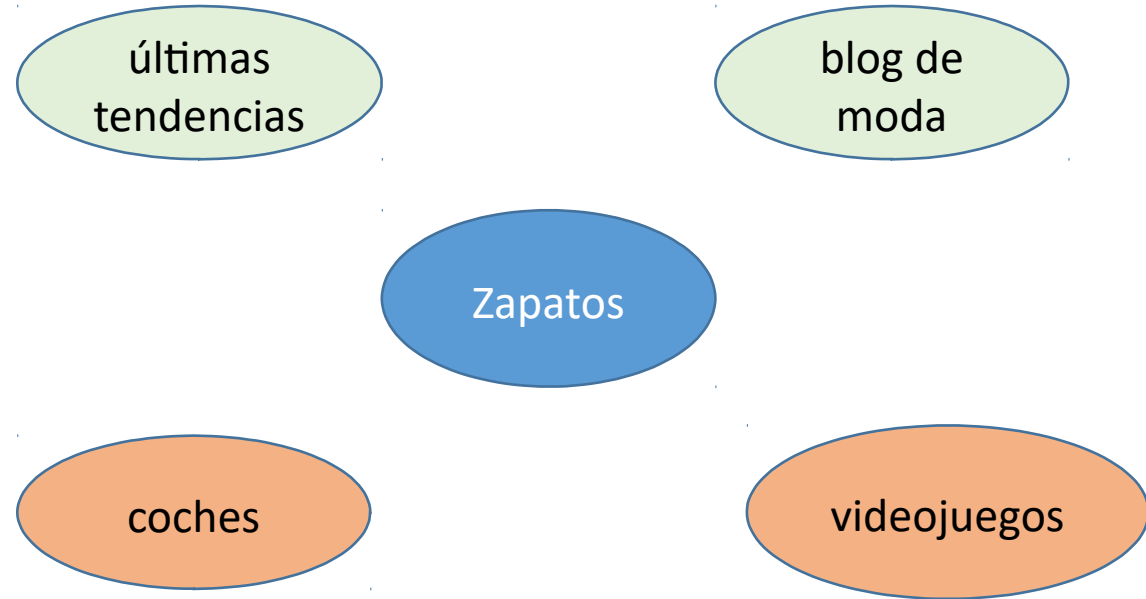 últimas
tendencias
blog de
moda
Zapatos
coches
videojuegos